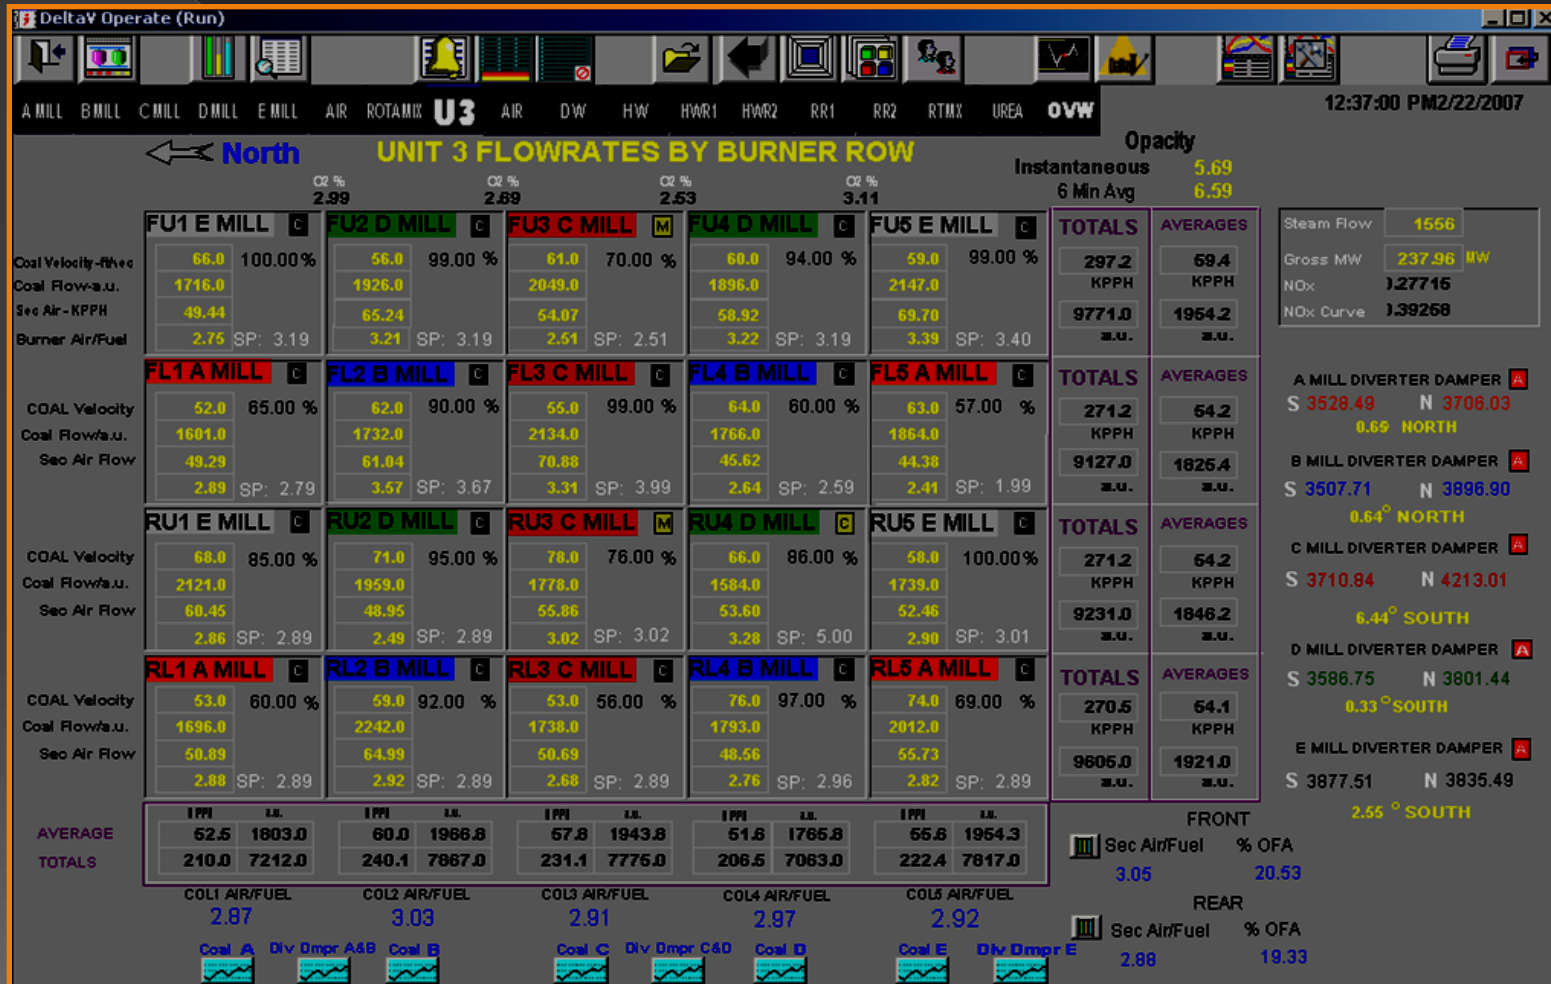 DeltaV Operate (Run)
A MILL B MILL C MILL D MILL E MILL AIR ROTAMIX U3 AIR DW HW HWR1 HWR2 RR1 RR2 RTMX UREA OVW
12:37:00 PM2/22/2007
North UNIT 3 FLOWRATES BY BURNER ROW
Opacity
Instantaneous 5.69
6 Min Avg 6.59
O2 % O2 % O2 % O2 %
2.99 2.89 2.53 3.11
FU1 E MILL C FU2 D MILL C FU3 C MILL M FU4 D MILL C FU5 E MILL C TOTALS AVERAGES
Coal Velocity-ft/sec 66.0 100.00% 56.0 99.00 % 61.0 70.00 % 60.0 94.00 % 59.0 99.00 % 297.2 59.4
Coal Flow-a.u. 1716.0 1926.0 2049.0 1896.0 2147.0 KPPH KPPH
Sec Air-KPPH 49.44 65.24 54.07 58.92 69.70 9771.0 1954.2
Burner Air/Fuel 2.75 SP: 3.19 3.21 SP: 3.19 2.51 SP: 2.51 3.22 SP: 3.19 3.39 SP: 3.40 a.u. a.u.
Steam Flow 1556
Gross MW 237.96 MW
NOx .27715
NOx Curve .39258
FL1 A MILL C FL2 B MILL C FL3 C MILL C FL4 B MILL C FL5 A MILL C TOTALS AVERAGES
COAL Velocity 52.0 65.00 % 62.0 90.00 % 55.0 99.00 % 64.0 60.00 % 63.0 57.00 % 271.2 54.2
Coal Flow/a.u. 1601.0 1732.0 2134.0 1766.0 1864.0 KPPH KPPH
Sec Air Flow 49.29 61.04 70.88 45.62 44.38 9127.0 1825.4
2.89 SP: 2.79 3.57 SP: 3.67 3.31 SP: 3.99 2.64 SP: 2.59 2.41 SP: 1.99 a.u. a.u.
RU1 E MILL C RU2 D MILL C RU3 C MILL M RU4 D MILL C RU5 E MILL C TOTALS AVERAGES
COAL Velocity 68.0 85.00 % 71.0 95.00 % 78.0 76.00 % 66.0 86.00 % 58.0 100.00% 271.2 54.2
Coal Flow/a.u. 2121.0 1959.0 1778.0 1584.0 1739.0 KPPH KPPH
Sec Air Flow 60.45 48.95 55.86 53.60 52.46 9231.0 1846.2
2.86 SP: 2.89 2.49 SP: 2.89 3.02 SP: 3.02 3.28 SP: 5.00 2.90 SP: 3.01 a.u. a.u.
RL1 A MILL C RL2 B MILL C RL3 C MILL C RL4 B MILL C RL5 A MILL C TOTALS AVERAGES
COAL Velocity 53.0 60.00 % 59.0 92.00 % 53.0 56.00 % 76.0 97.00 % 74.0 69.00 % 270.5 54.1
Coal Flow/a.u. 1696.0 2242.0 1738.0 1793.0 2012.0 KPPH KPPH
Sec Air Flow 50.89 64.99 50.69 48.56 55.73 9605.0 1921.0
2.88 SP: 2.89 2.92 SP: 2.89 2.68 SP: 2.89 2.76 SP: 2.96 2.82 SP: 2.89 a.u. a.u.
A MILL DIVERTER DAMPER A
S 3528.49 N 3706.03
0.69 NORTH
B MILL DIVERTER DAMPER A
S 3507.71 N 3896.90
0.64° NORTH
C MILL DIVERTER DAMPER A
S 3710.84 N 4213.01
6.44° SOUTH
D MILL DIVERTER DAMPER A
S 3586.75 N 3801.44
0.33° SOUTH
E MILL DIVERTER DAMPER A
S 3877.51 N 3835.49
2.55 ° SOUTH
a.u. a.u. a.u. a.u. a.u.
AVERAGE 52.5 1803.0 60.0 1966.8 57.8 1943.8 51.6 1765.8 55.6 1954.3
TOTALS 210.0 7212.0 240.1 7867.0 231.1 7775.0 206.5 7063.0 222.4 7817.0
COL1 AIR/FUEL COL2 AIR/FUEL COL3 AIR/FUEL COL4 AIR/FUEL COL5 AIR/FUEL
2.87 3.03 2.91 2.97 2.92
Coal A Div Dmpr A&B Coal B Coal C Div Dmpr C&D Coal D Coal E Div Dmpr E
FRONT
Sec Air/Fuel % OFA
3.05 20.53
REAR
Sec Air/Fuel % OFA
2.88 19.33